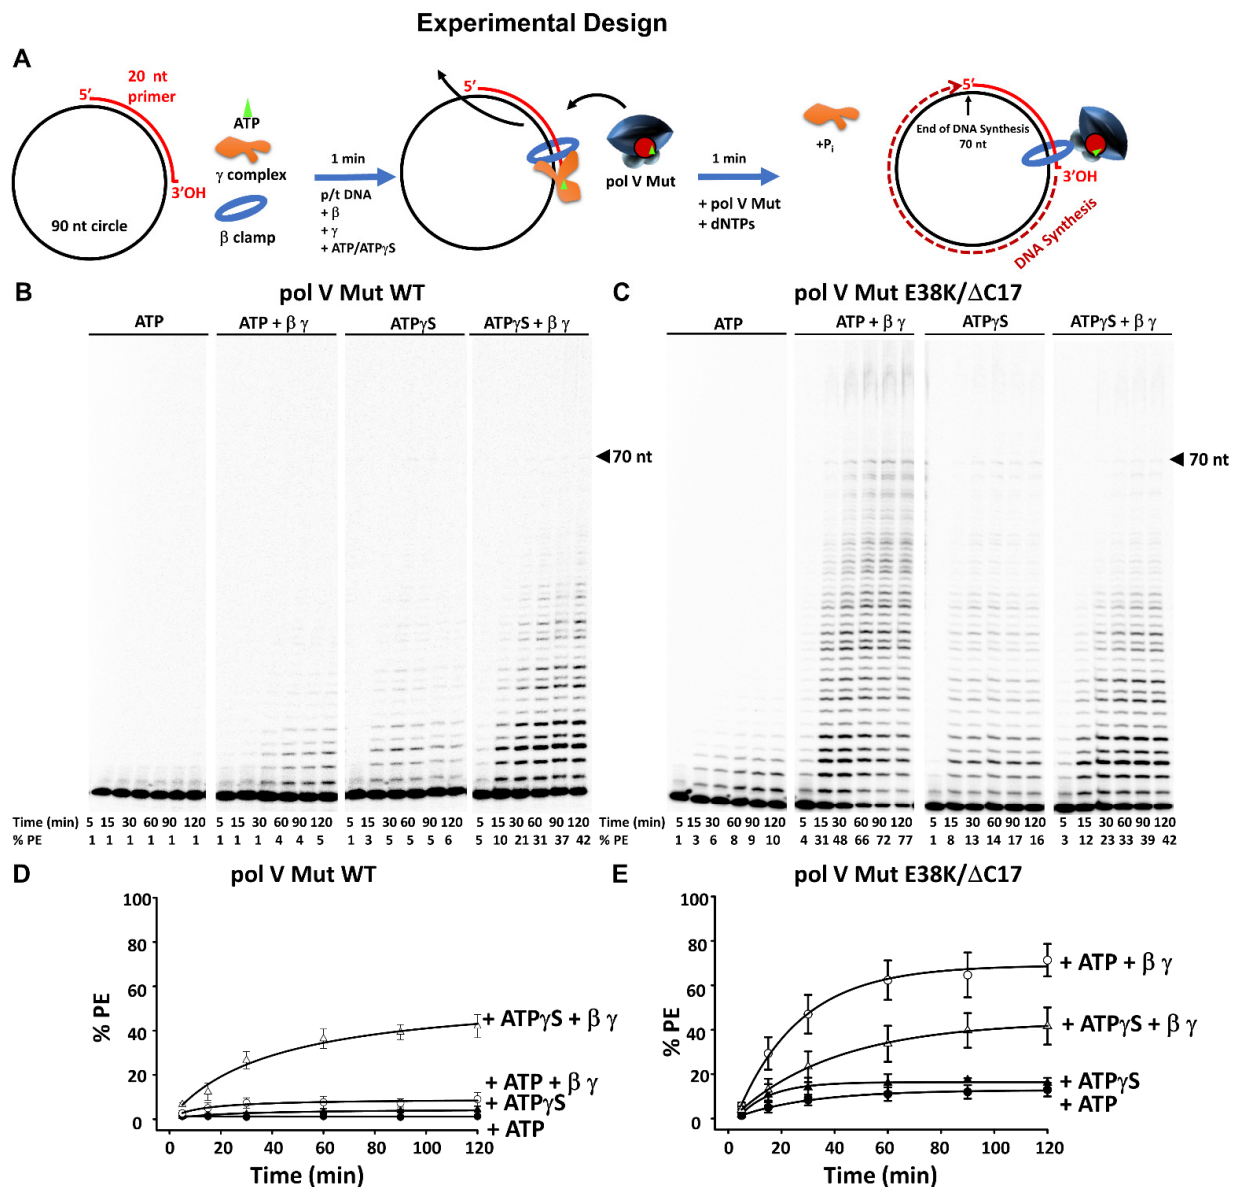 Experimental Design
A
5′
20 nt
primer
ATP
γ complex
β clamp
3′OH
90 nt circle
1 min
p/t DNA
+ β
+ γ
+ ATP/ATPγS
5′
pol V Mut
1 min
+ pol V Mut
+ dNTPs
+Pi
5′
End of DNA Synthesis
70 nt
3′OH
DNA Synthesis
B
pol V Mut WT
ATP
ATP + β γ
ATPγS
ATPγS + β γ
70 nt
Time (min) 5 15 30 60 90 120 5 15 30 60 90 120 5 15 30 60 90 120 5 15 30 60 90 120
% PE 1 1 1 1 1 1 1 1 1 4 4 5 1 3 5 5 5 6 5 10 21 31 37 42
C
pol V Mut E38K/ΔC17
ATP
ATP + β γ
ATPγS
ATPγS + β γ
70 nt
Time (min) 5 15 30 60 90 120 5 15 30 60 90 120 5 15 30 60 90 120 5 15 30 60 90 120
% PE 1 3 6 8 9 10 4 31 48 66 72 77 1 8 13 14 17 16 3 12 23 33 39 42
D
pol V Mut WT
100
80
60
40
20
0
% PE
0 20 40 60 80 100 120
Time (min)
+ ATPγS + β γ
+ ATP + β γ
+ ATPγS
+ ATP
E
pol V Mut E38K/ΔC17
100
80
60
40
20
0
% PE
0 20 40 60 80 100 120
Time (min)
+ ATP + β γ
+ ATPγS + β γ
+ ATPγS
+ ATP